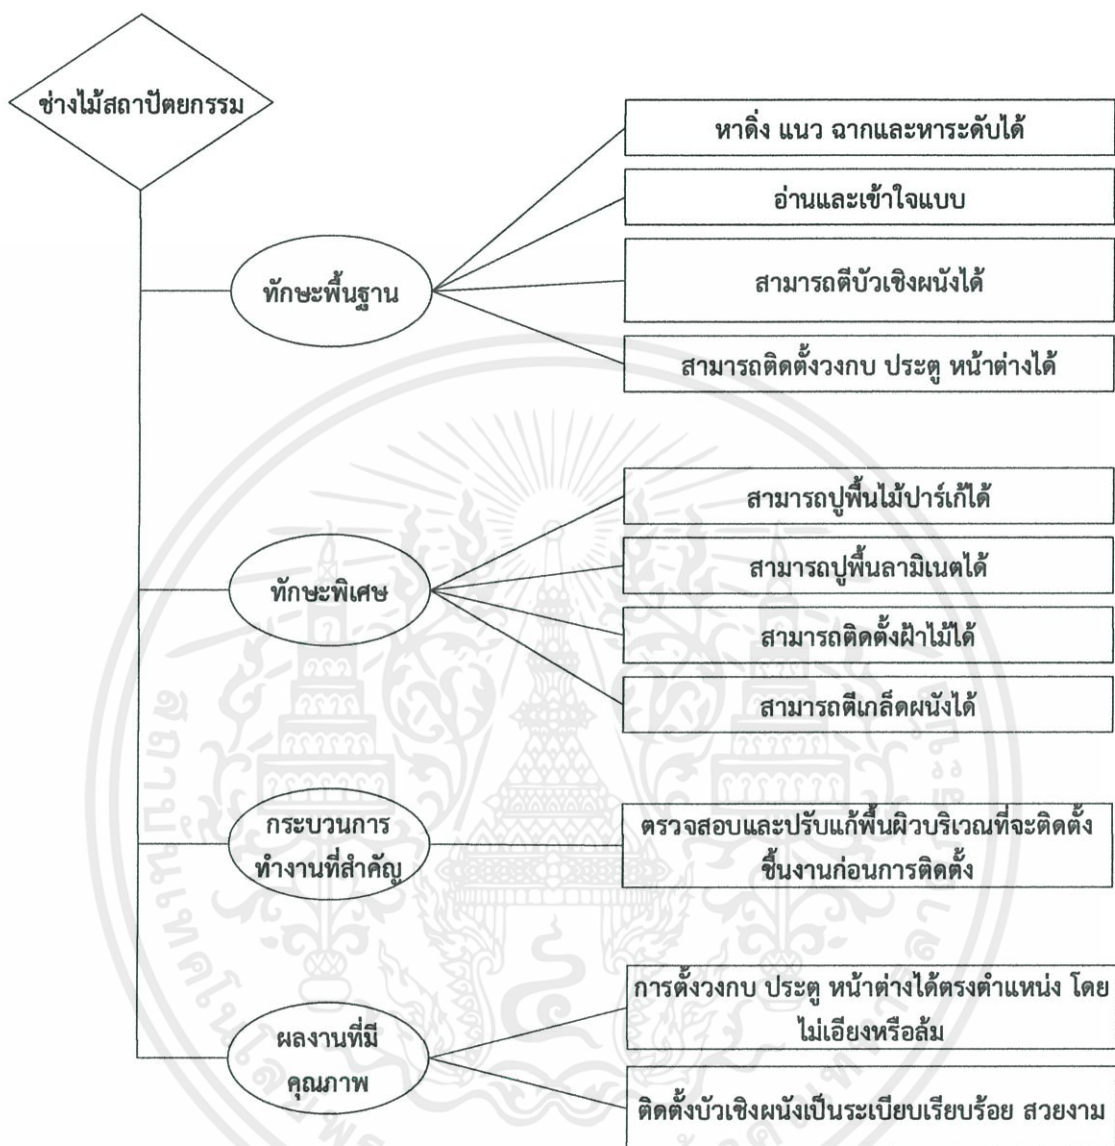 ช่างไม้สถาปัตยกรรม
ทักษะพื้นฐาน
หาดิ่ง แนว ฉากและหาระดับได้
อ่านและเข้าใจแบบ
สามารถตีบัวเชิงผนังได้
สามารถติดตั้งวงกบ ประตู หน้าต่างได้
ทักษะพิเศษ
สามารถปูพื้นไม้ปาร์เก้ได้
สามารถปูพื้นลามิเนตได้
สามารถติดตั้งฝ้าไม้ได้
สามารถตีเกล็ดผนังได้
กระบวนการ
ทำงานที่สำคัญ
ตรวจสอบและปรับแก้พื้นผิวบริเวณที่จะติดตั้ง
ชิ้นงานก่อนการติดตั้ง
ผลงานที่มี
คุณภาพ
การตั้งวงกบ ประตู หน้าต่างได้ตรงตำแหน่ง โดย
ไม่เอียงหรือล้ม
ติดตั้งบัวเชิงผนังเป็นระเบียบเรียบร้อย สวยงาม